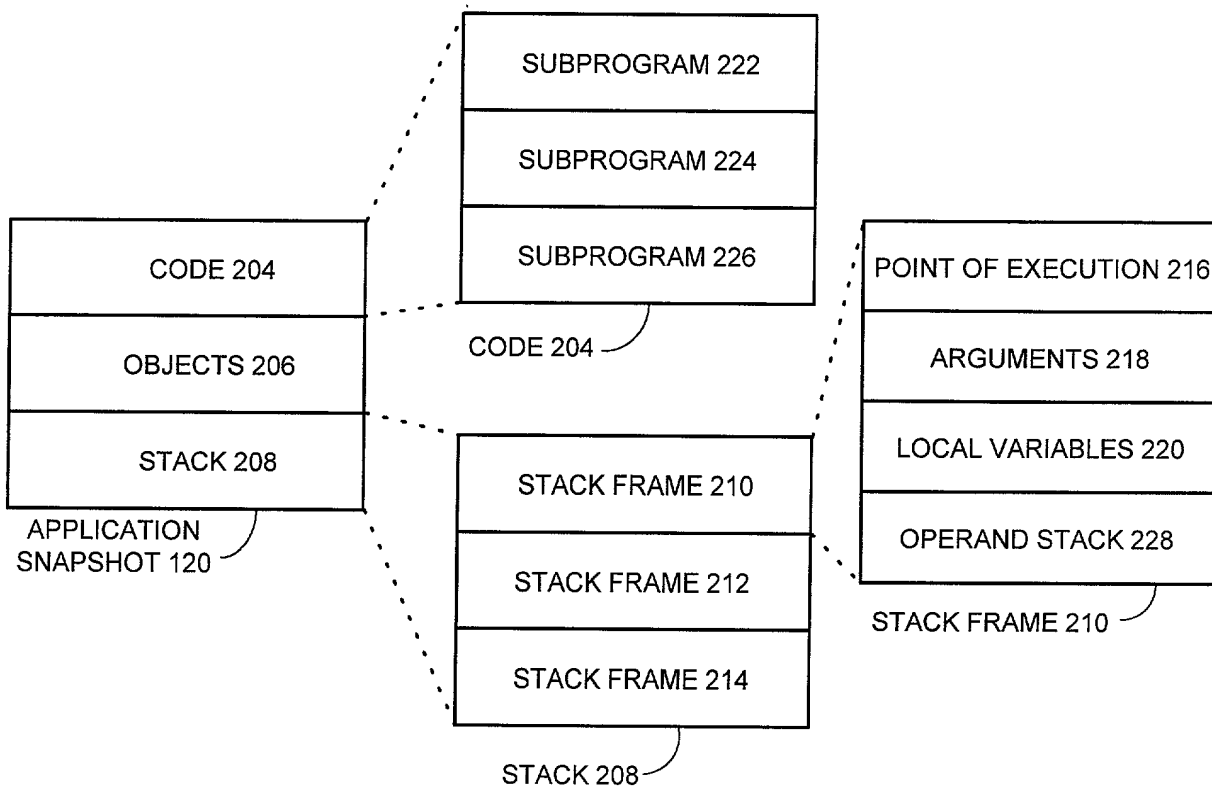 CODE 204
OBJECTS 206
STACK 208
APPLICATION
SNAPSHOT 120
SUBPROGRAM 222
SUBPROGRAM 224
SUBPROGRAM 226
CODE 204
STACK FRAME 210
STACK FRAME 212
STACK FRAME 214
STACK 208
POINT OF EXECUTION 216
ARGUMENTS 218
LOCAL VARIABLES 220
OPERAND STACK 228
STACK FRAME 210